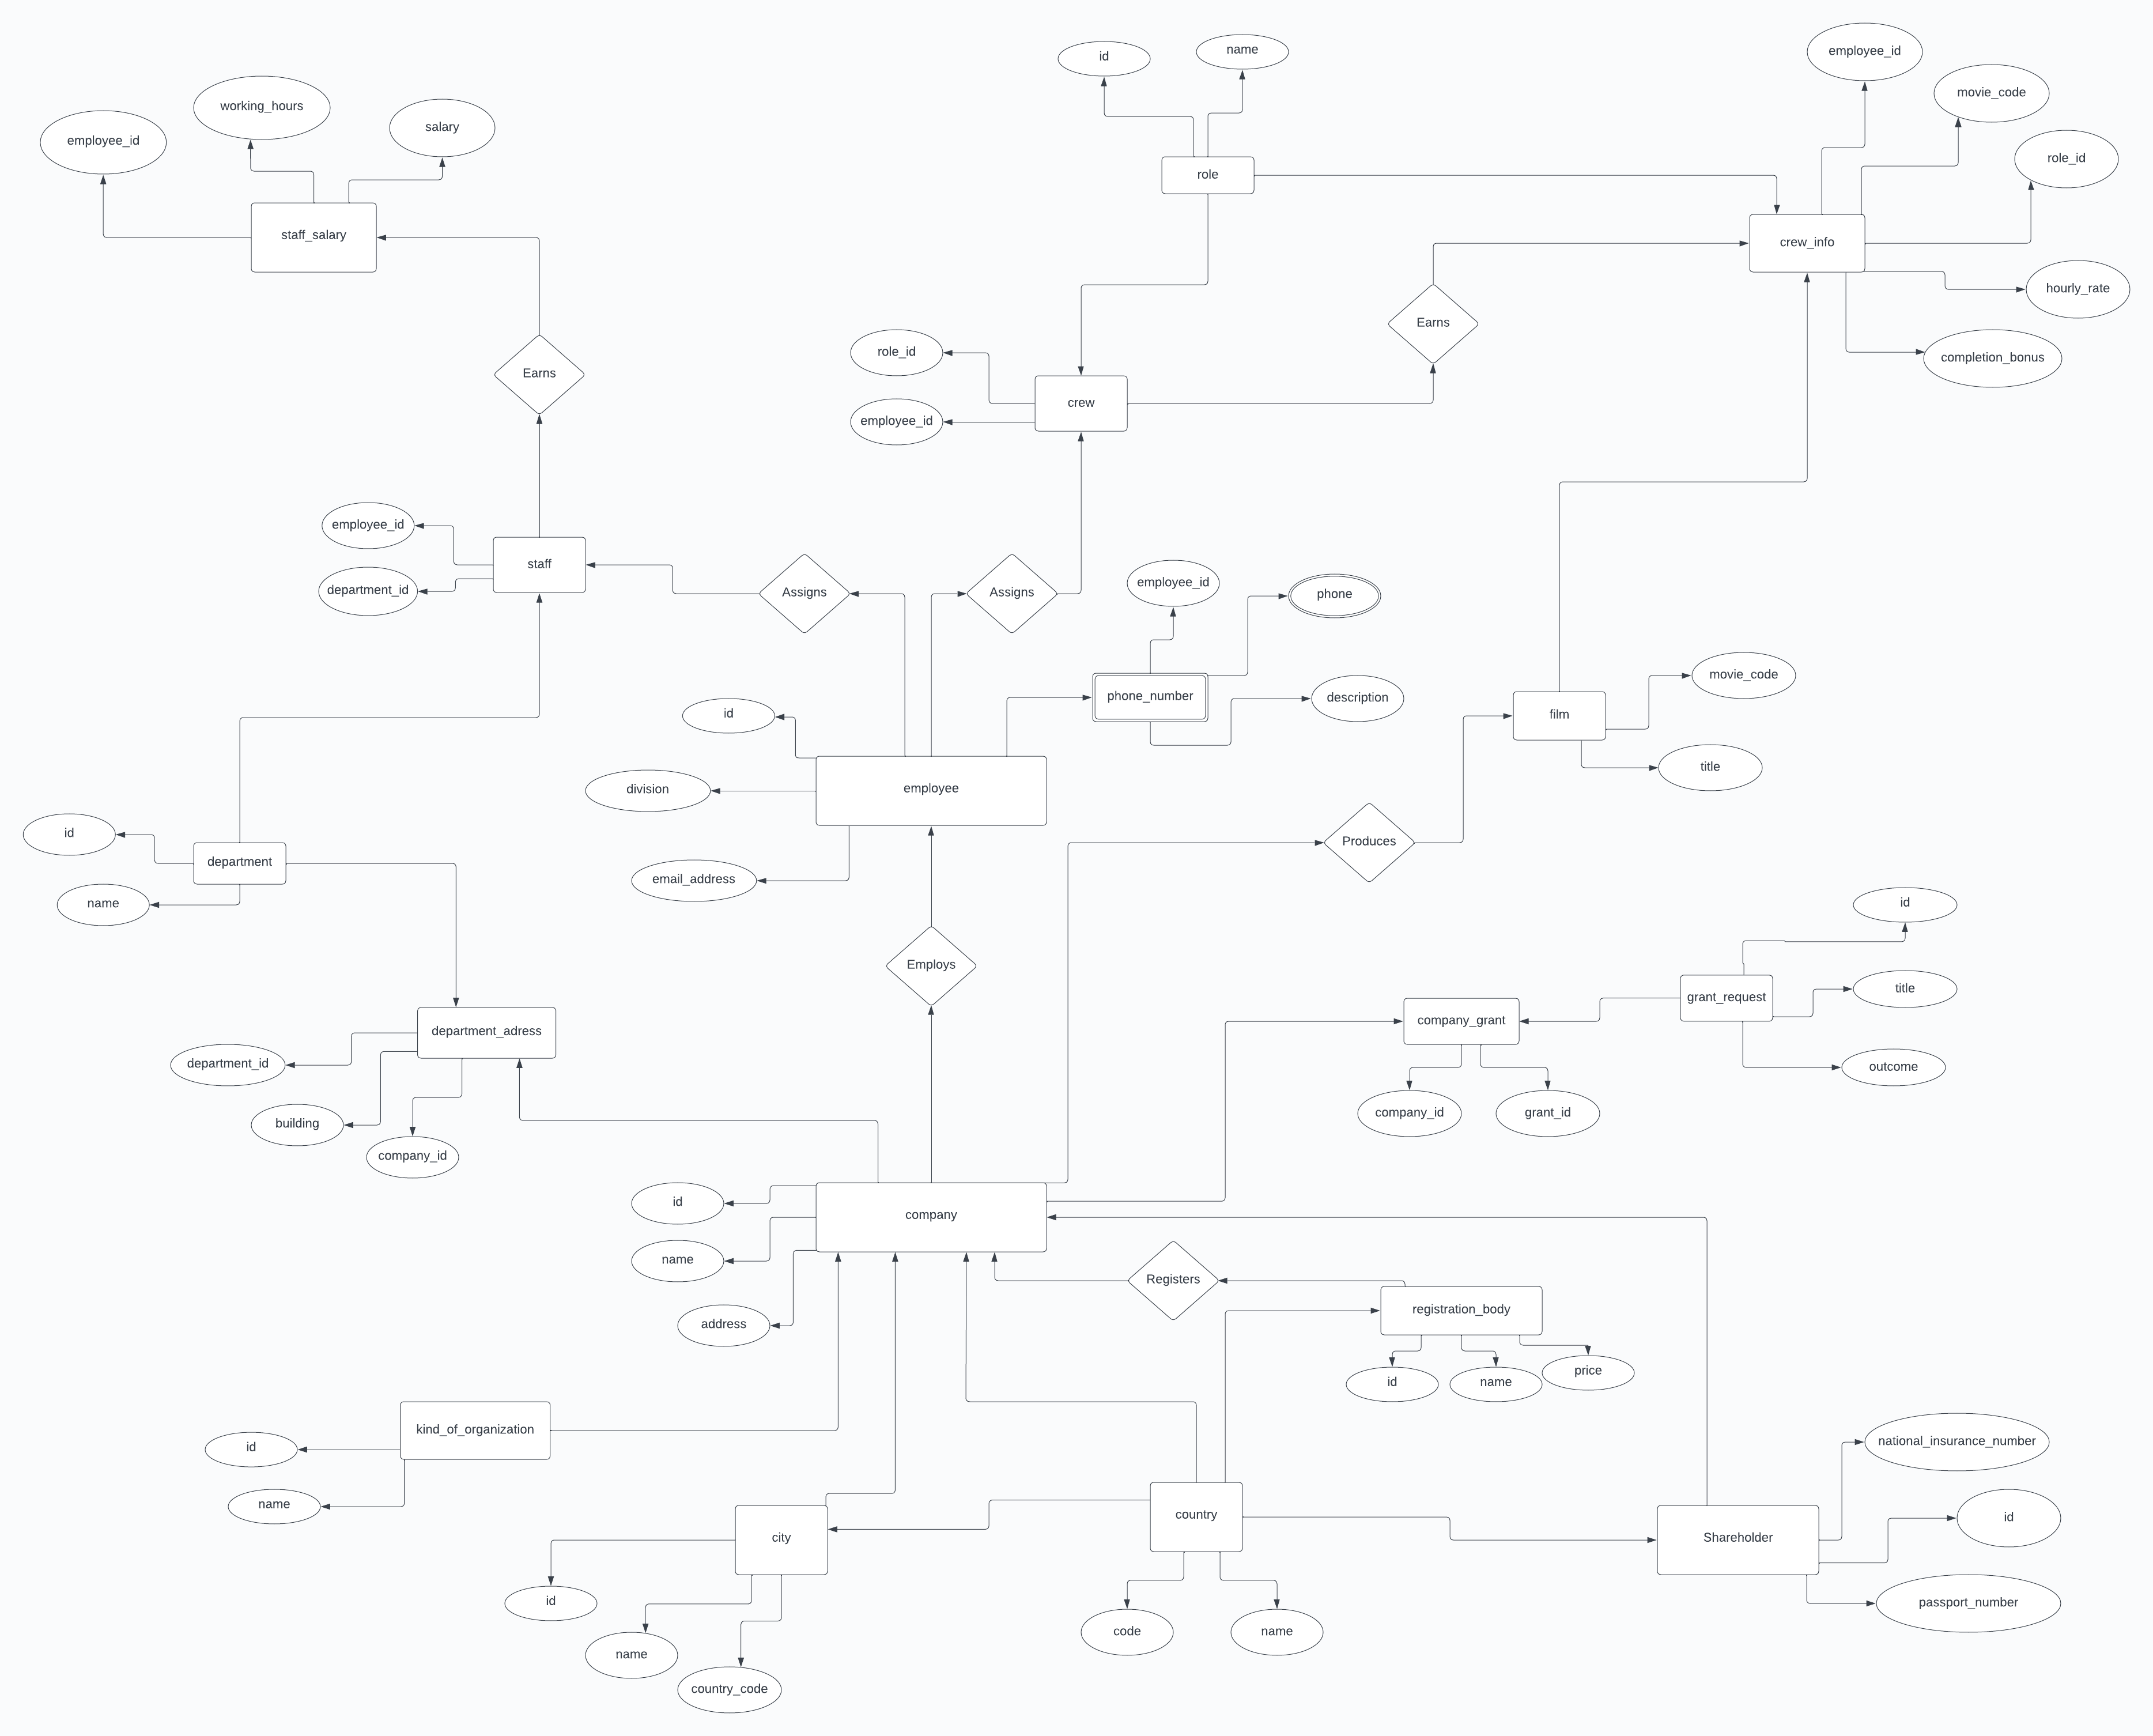 id
name
employee_id
movie_code
working_hours
salary
employee_id
role_id
role
staff_salary
crew_info
hourly_rate
Earns
role_id
completion_bonus
Earns
crew
employee_id
employee_id
staff
department_id
Assigns
Assigns
employee_id
phone
phone_number
description
movie_code
id
film
title
division
employee
id
department
name
email_address
Produces
id
Employs
title
grant_request
company_grant
department_adress
outcome
department_id
company_id
grant_id
building
company_id
id
company
name
Registers
address
registration_body
price
id
name
kind_of_organization
id
name
national_insurance_number
country
city
Shareholder
id
id
name
country_code
code
name
passport_number